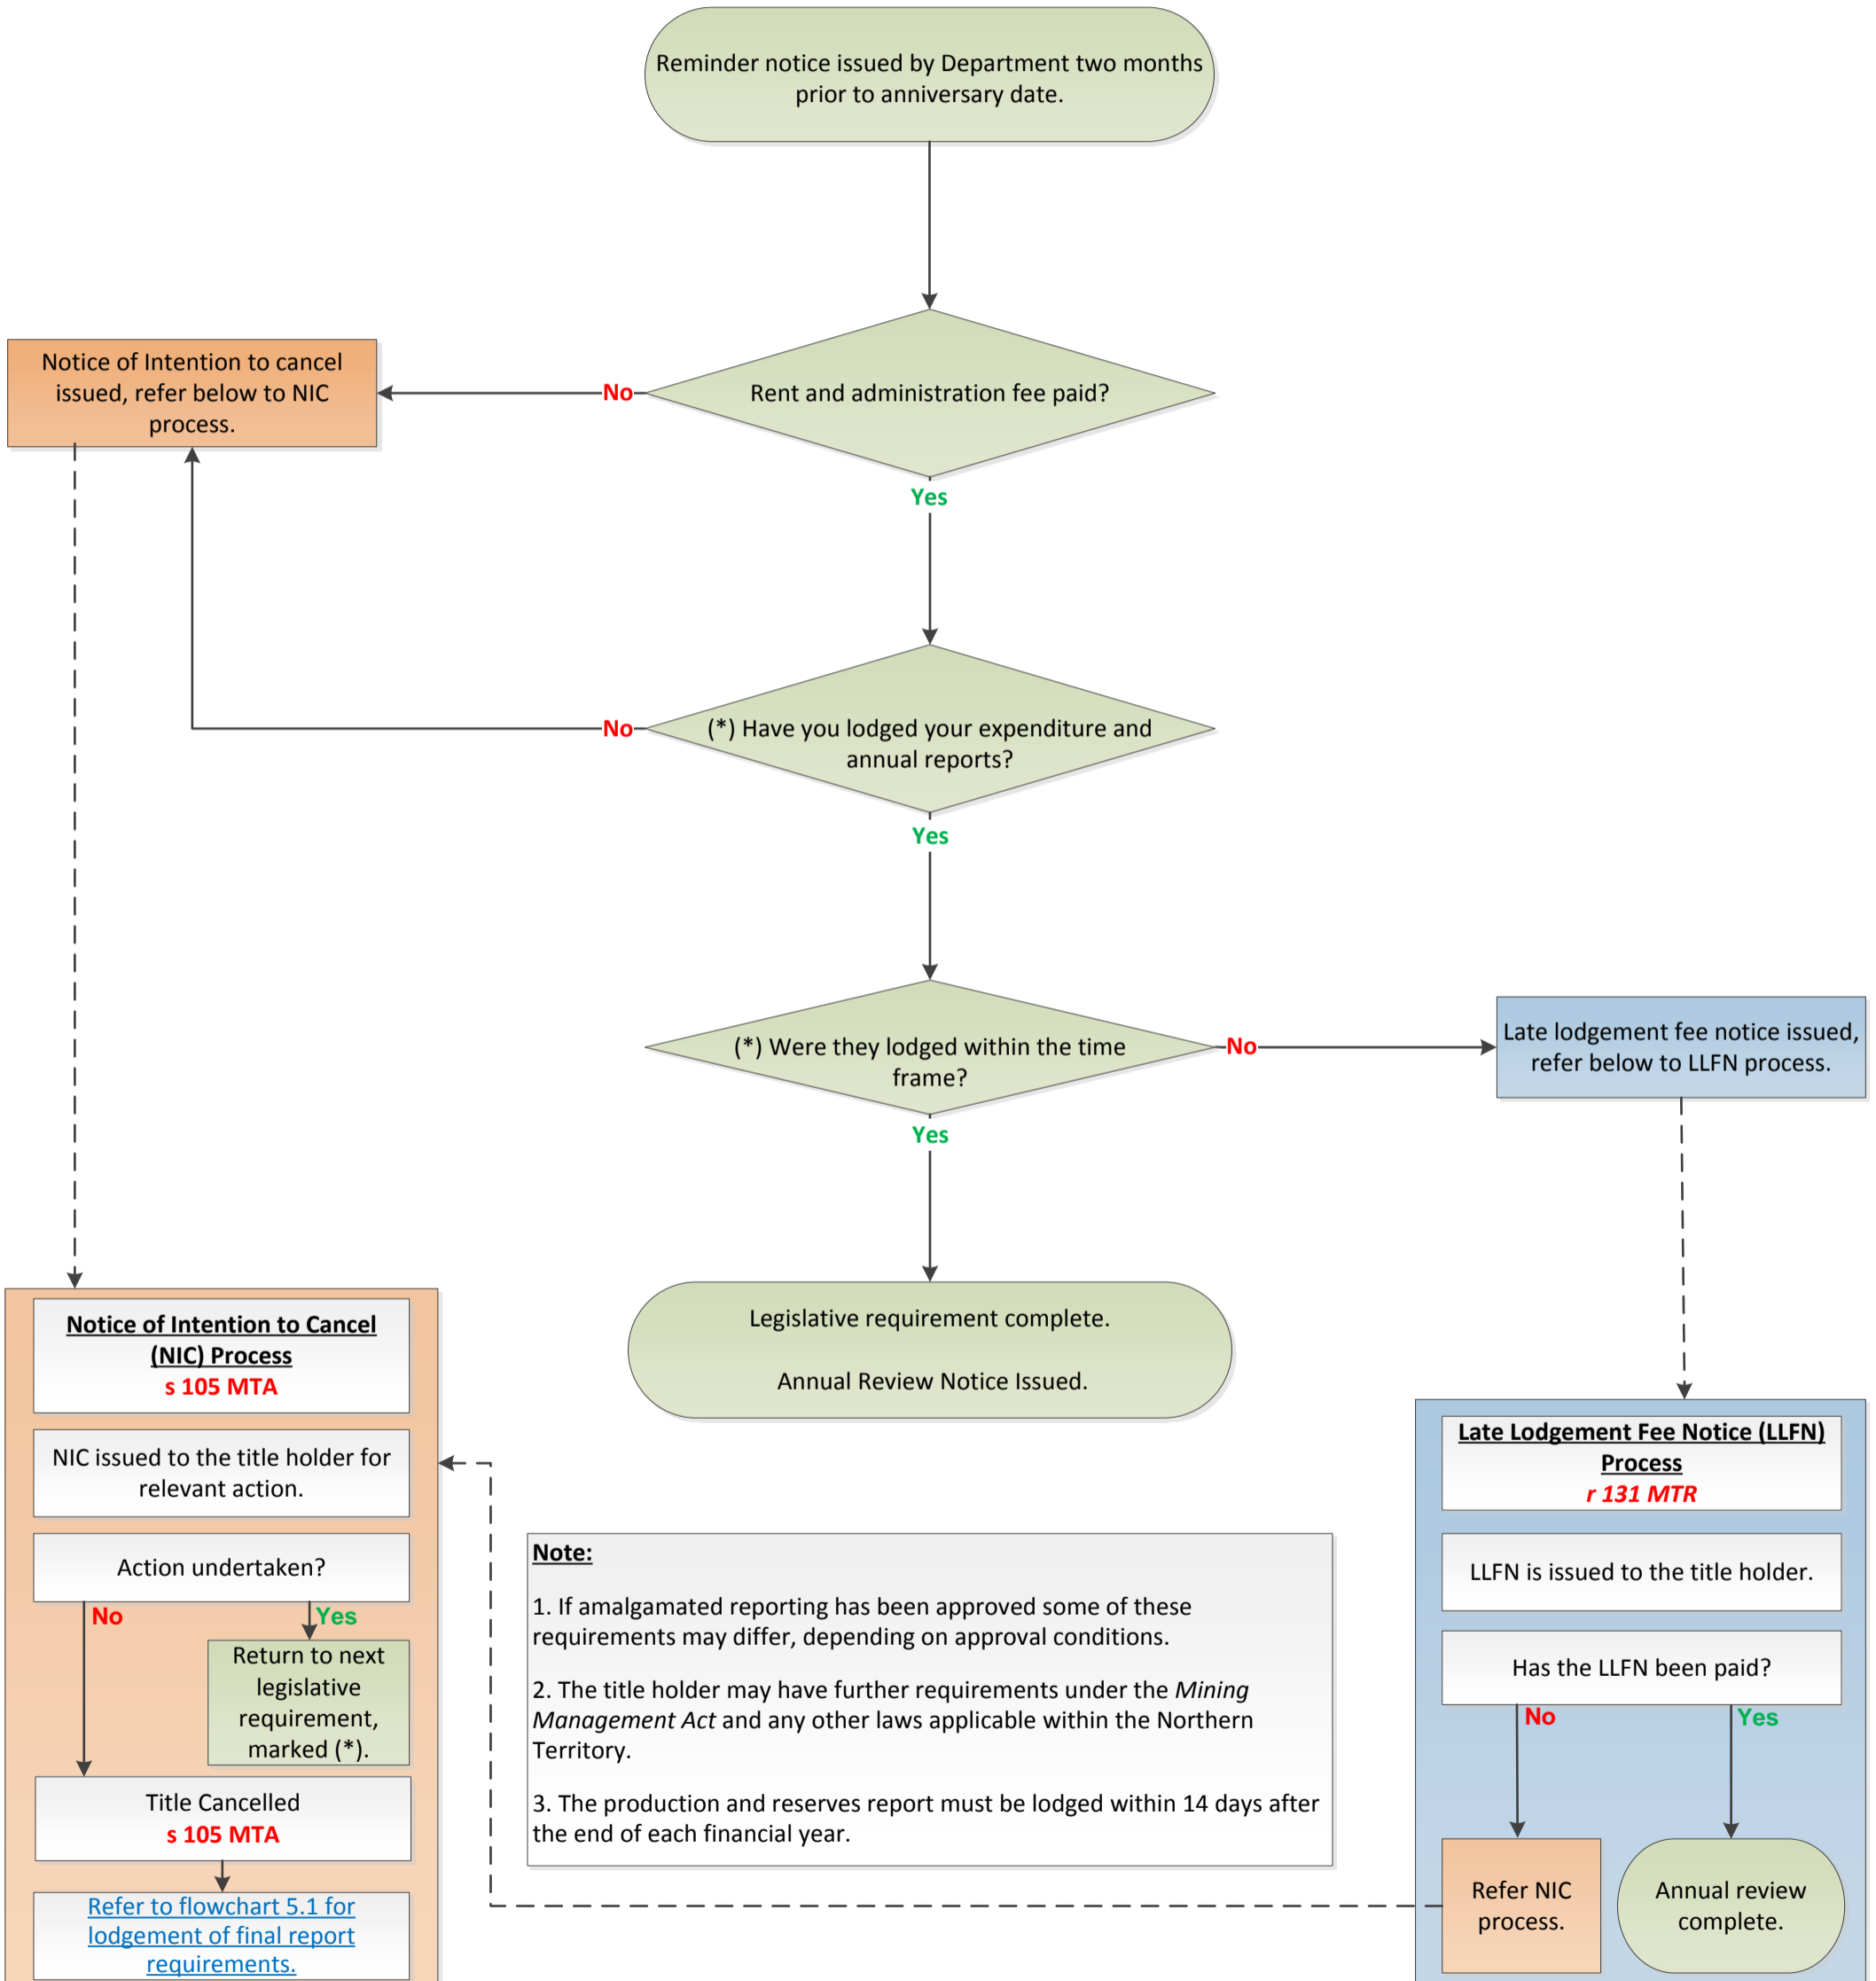 Reminder notice issued by Department two months
prior to anniversary date.
Notice of Intention to cancel
issued, refer below to NIC
process.
No
Rent and administration fee paid?
Yes
No
(*) Have you lodged your expenditure and
annual reports?
Yes
(*) Were they lodged within the time
frame?
No
Late lodgement fee notice issued,
refer below to LLFN process.
Yes
Legislative requirement complete.
Annual Review Notice Issued.
Notice of Intention to Cancel
(NIC) Process
s 105 MTA
NIC issued to the title holder for
relevant action.
Action undertaken?
No
Yes
Return to next
legislative
requirement,
marked (*).
Title Cancelled
s 105 MTA
Refer to flowchart 5.1 for
lodgement of final report
requirements.
Note:
1. If amalgamated reporting has been approved some of these
requirements may differ, depending on approval conditions.
2. The title holder may have further requirements under the Mining
Management Act and any other laws applicable within the Northern
Territory.
3. The production and reserves report must be lodged within 14 days after
the end of each financial year.
Late Lodgement Fee Notice (LLFN)
Process
r 131 MTR
LLFN is issued to the title holder.
Has the LLFN been paid?
No
Yes
Refer NIC
process.
Annual review
complete.